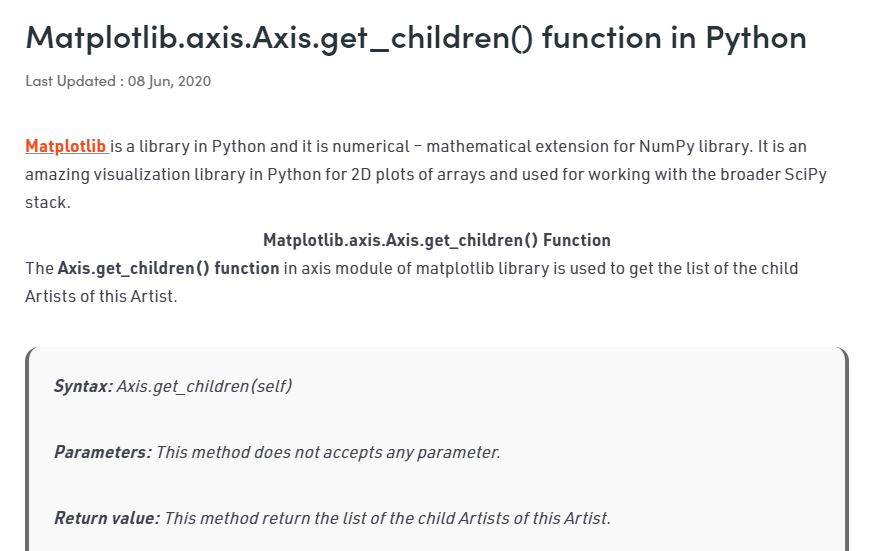 Matplotlib.axis.Axis.get_children() function in Python
Last Updated : 08 Jun, 2020
Matplotlib is a library in Python and it is numerical – mathematical extension for NumPy library. It is an
amazing visualization library in Python for 2D plots of arrays and used for working with the broader SciPy
stack.
Matplotlib.axis.Axis.get_children() Function
The Axis.get_children() function in axis module of matplotlib library is used to get the list of the child
Artists of this Artist.
Syntax: Axis.get_children(self)
Parameters: This method does not accepts any parameter.
Return value: This method return the list of the child Artists of this Artist.